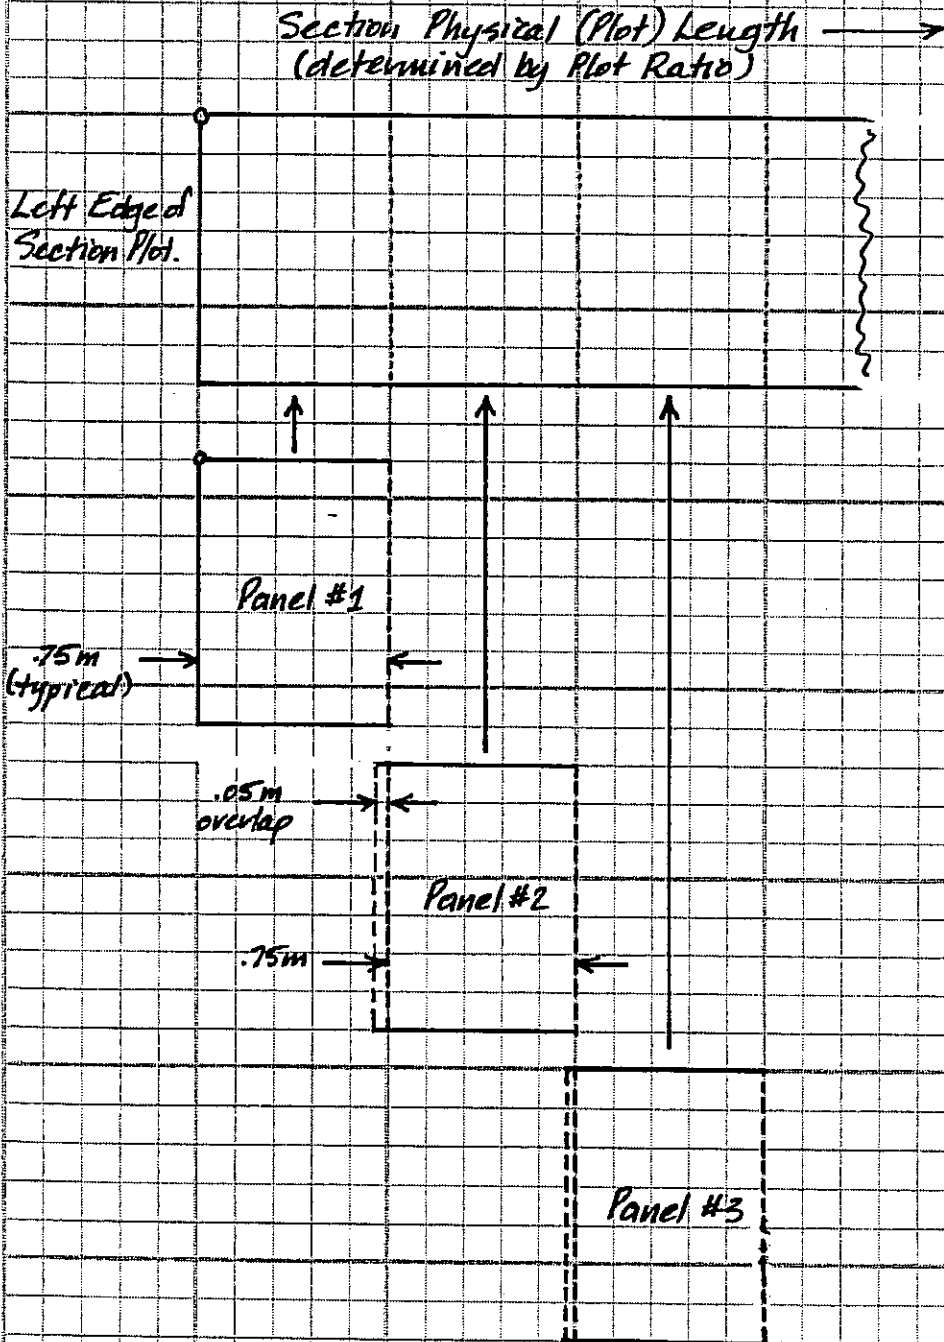 Section Physical (Plot) Length
(determined by Plot Ratio)
Left Edge of
Section Plot.
Panel #1
.75m
(typical)
.05m
overlap
Panel #2
.75m
Panel #3